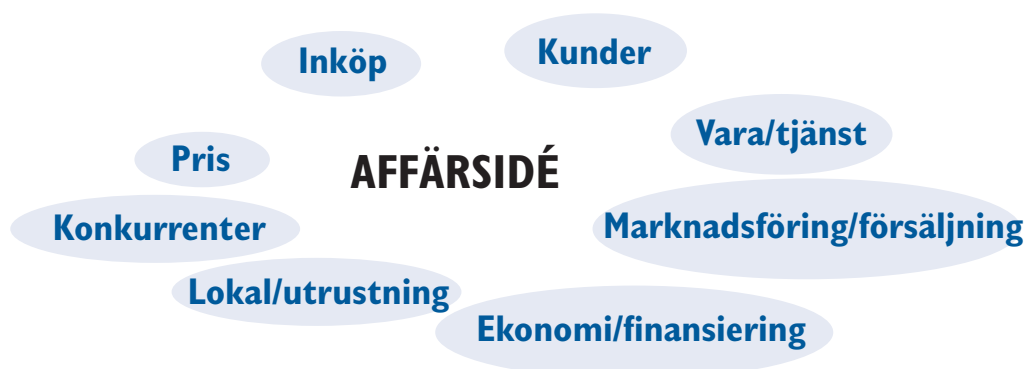 Inköp
Kunder
Vara/tjänst
Pris
AFFÄRSIDÉ
Konkurrenter
Marknadsföring/försäljning
Lokal/utrustning
Ekonomi/finansiering